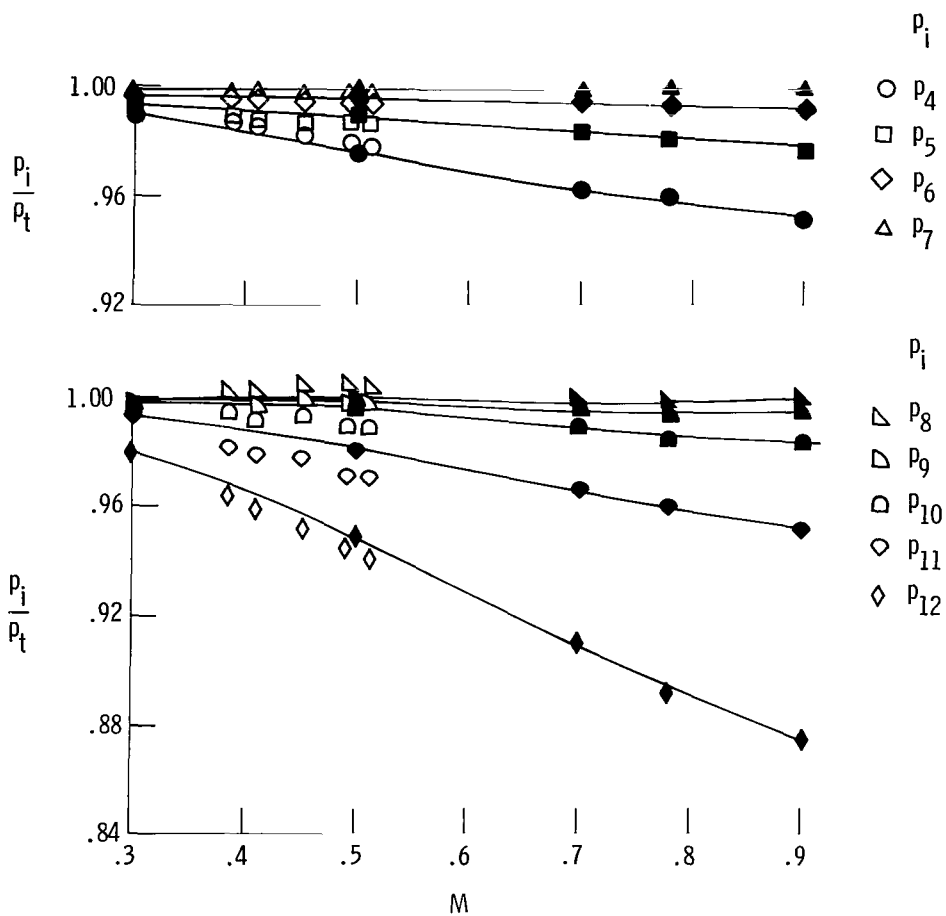 p_i
1.00
.96
.92
p_i
p_t
p_4
p_5
p_6
p_7
p_i
1.00
.96
.92
.88
.84
p_i
p_t
p_8
p_9
p_10
p_11
p_12
.3 .4 .5 .6 .7 .8 .9
M